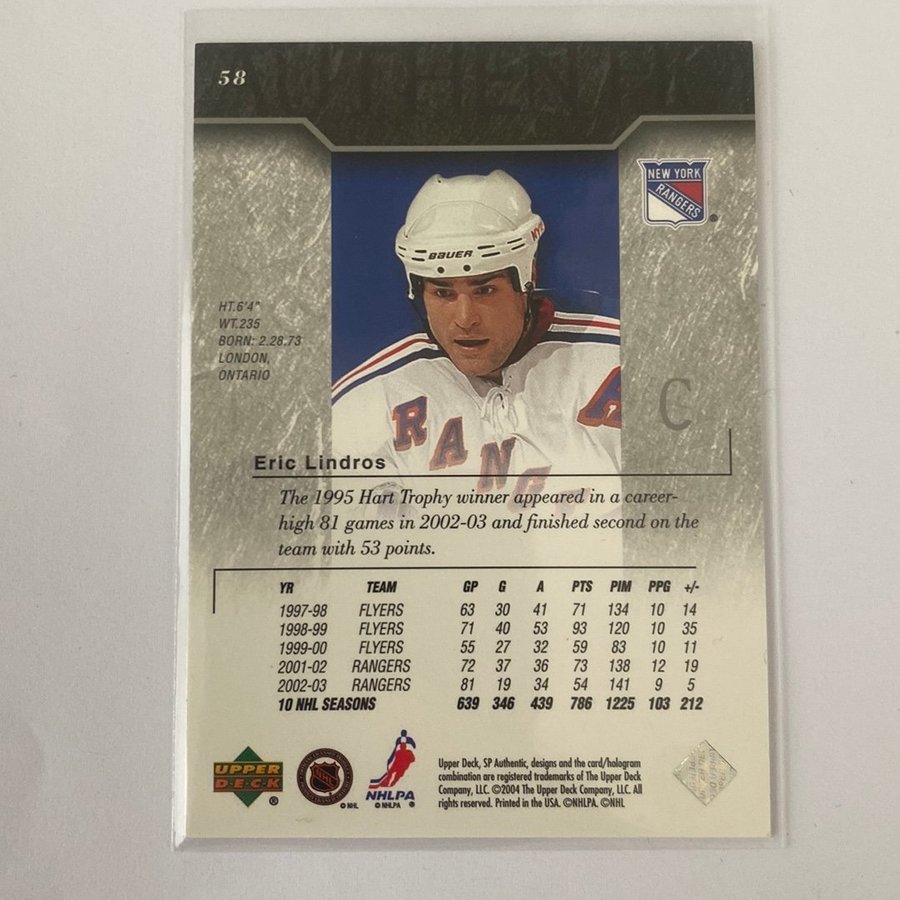 58
NEW YORK
RANGERS
BAUER
HT.6'4"
WT.235
BORN: 2.28.73
LONDON,
ONTARIO
C
A
RANG
Eric Lindros
The 1995 Hart Trophy winner appeared in a career-
high 81 games in 2002-03 and finished second on the
team with 53 points.
YR TEAM GP G A PTS PIM PPG +/-
1997-98 FLYERS 63 30 41 71 134 10 14
1998-99 FLYERS 71 40 53 93 120 10 35
1999-00 FLYERS 55 27 32 59 83 10 11
2001-02 RANGERS 72 37 36 73 138 12 19
2002-03 RANGERS 81 19 34 54 141 9 5
10 NHL SEASONS 639 346 439 786 1225 103 212
UPPER
DECK
®
NHL
© NHL
NHLPA
© NHLPA
®
Upper Deck, SP Authentic, designs and the card/hologram
combination are registered trademarks of The Upper Deck
Company, LLC. ©2004 The Upper Deck Company, LLC. All
rights reserved. Printed in the USA. ©NHLPA. ©NHL